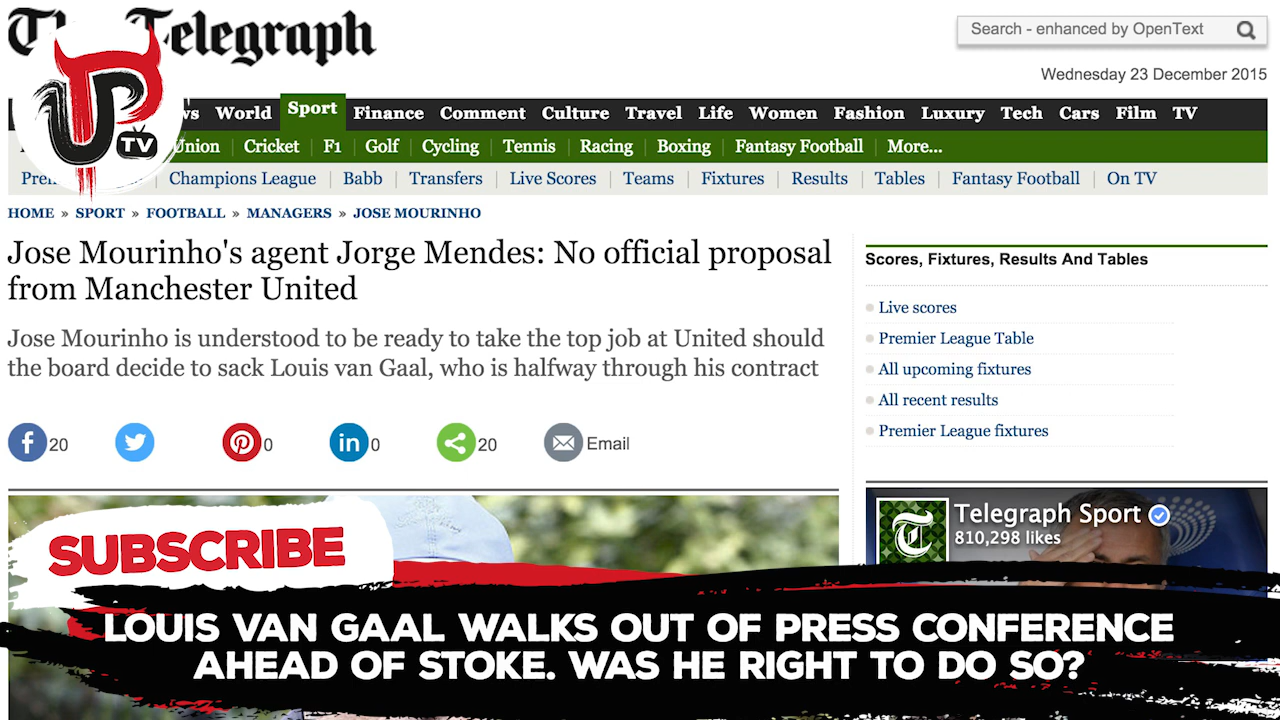 Telegraph
Search - enhanced by OpenText
Wednesday 23 December 2015
UP
TV
World Sport Finance Comment Culture Travel Life Women Fashion Luxury Tech Cars Film TV
Union Cricket F1 Golf Cycling Tennis Racing Boxing Fantasy Football More...
Champions League Babb Transfers Live Scores Teams Fixtures Results Tables Fantasy Football On TV
HOME » SPORT » FOOTBALL » MANAGERS » JOSE MOURINHO
Jose Mourinho's agent Jorge Mendes: No official proposal
from Manchester United
Jose Mourinho is understood to be ready to take the top job at United should
the board decide to sack Louis van Gaal, who is halfway through his contract
20 0 0 20 Email
Scores, Fixtures, Results And Tables
Live scores
Premier League Table
All upcoming fixtures
All recent results
Premier League fixtures
Telegraph Sport
810,298 likes
SUBSCRIBE
LOUIS VAN GAAL WALKS OUT OF PRESS CONFERENCE
AHEAD OF STOKE. WAS HE RIGHT TO DO SO?